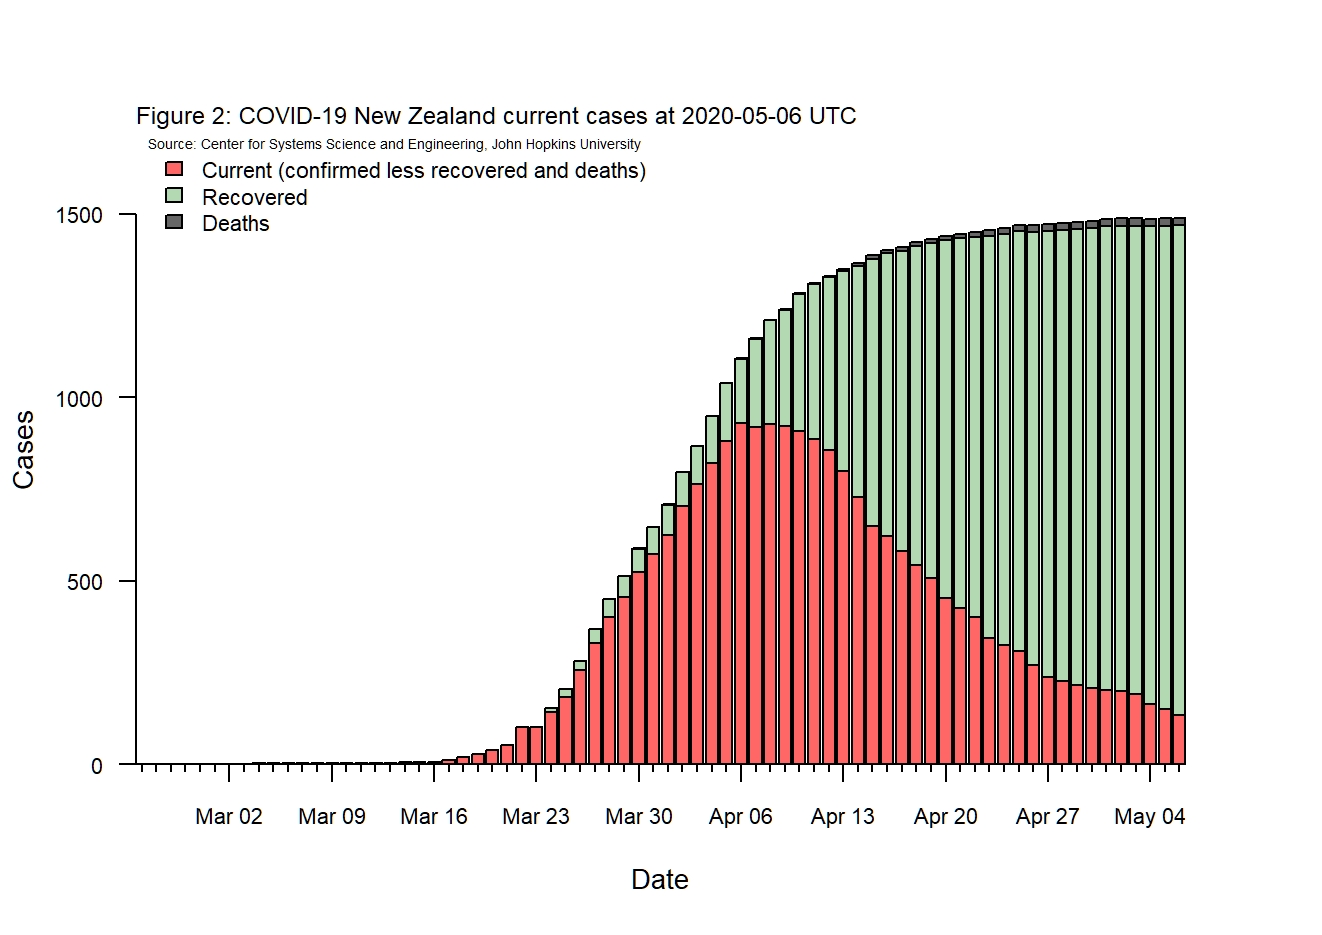 Figure 2: COVID-19 New Zealand current cases at 2020-05-06 UTC
Source: Center for Systems Science and Engineering, John Hopkins University
Current (confirmed less recovered and deaths)
Recovered
Deaths
1500
1000
500
0
Cases
Mar 02 Mar 09 Mar 16 Mar 23 Mar 30 Apr 06 Apr 13 Apr 20 Apr 27 May 04
Date